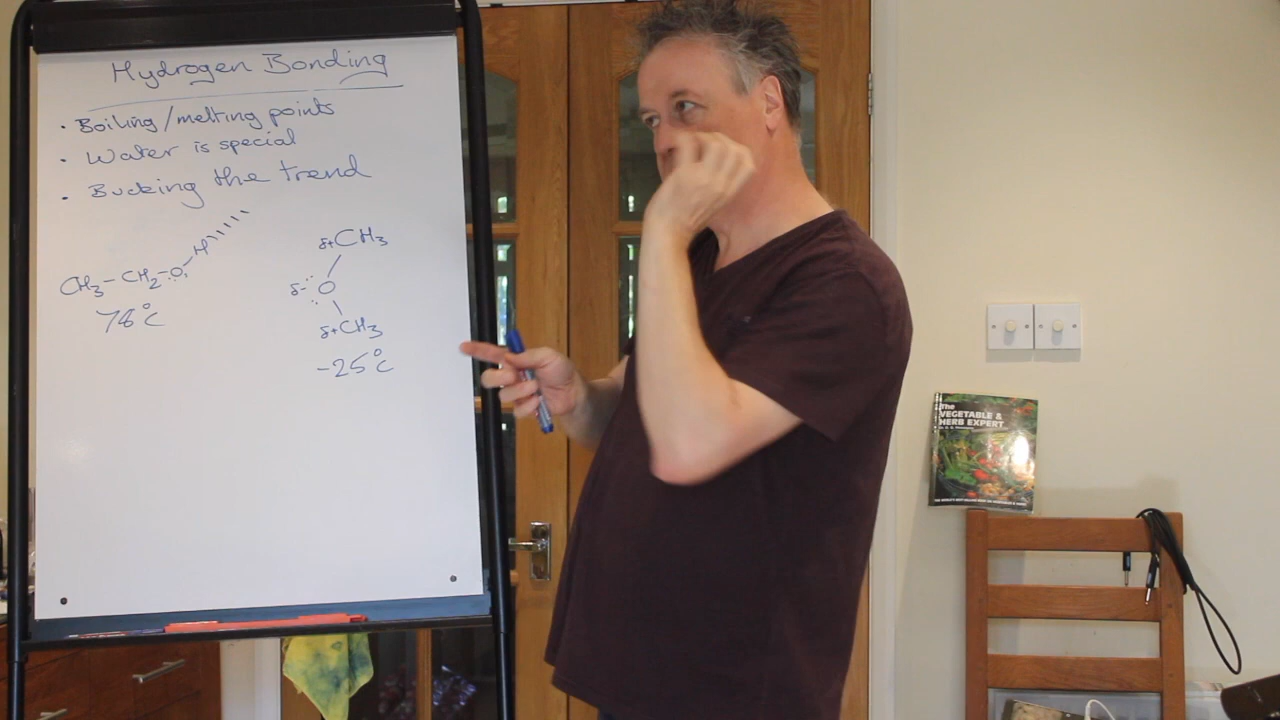 Hydrogen Bonding
· Boiling/melting points
· Water is special
· Bucking the trend
CH3-CH2-O-H
78°C
δ+CH3
δ- O
δ+CH3
-25°C
The
VEGETABLE &
HERB EXPERT